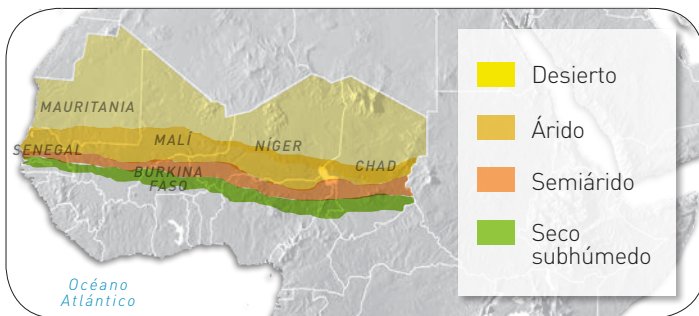 MAURITANIA
SENEGAL
MALÍ
NÍGER
CHAD
BURKINA
FASO
Océano
Atlántico
Desierto
Árido
Semiárido
Seco
subhúmedo